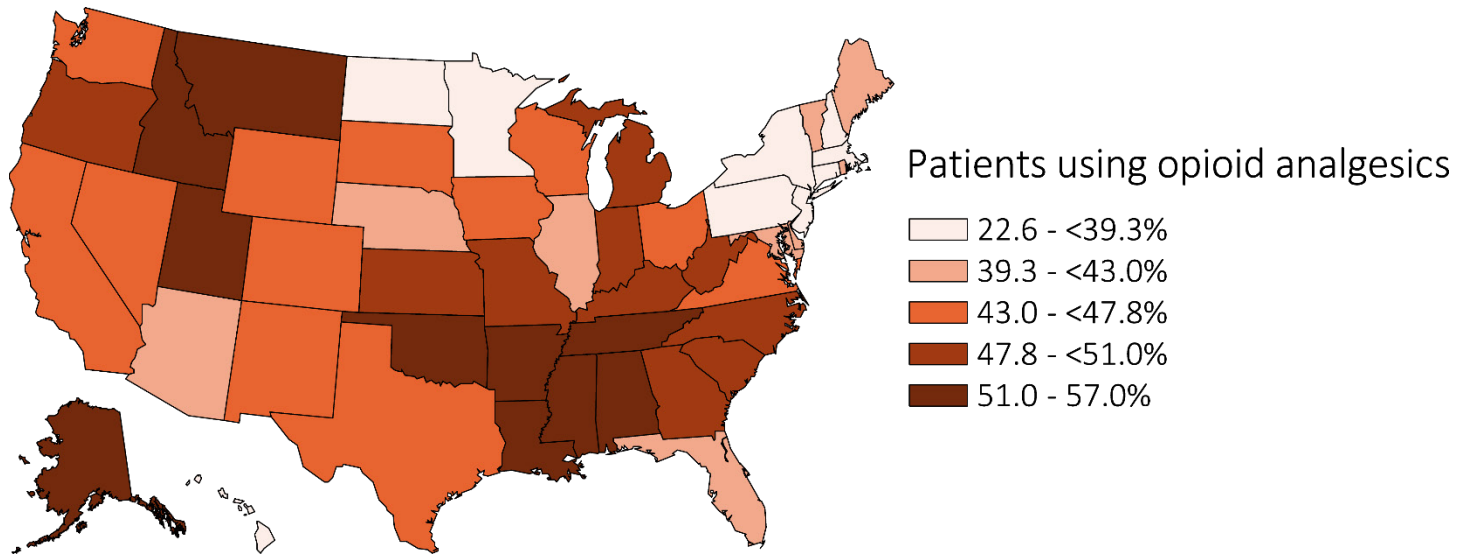 Patients using opioid analgesics
22.6 - <39.3%
39.3 - <43.0%
43.0 - <47.8%
47.8 - <51.0%
51.0 - 57.0%